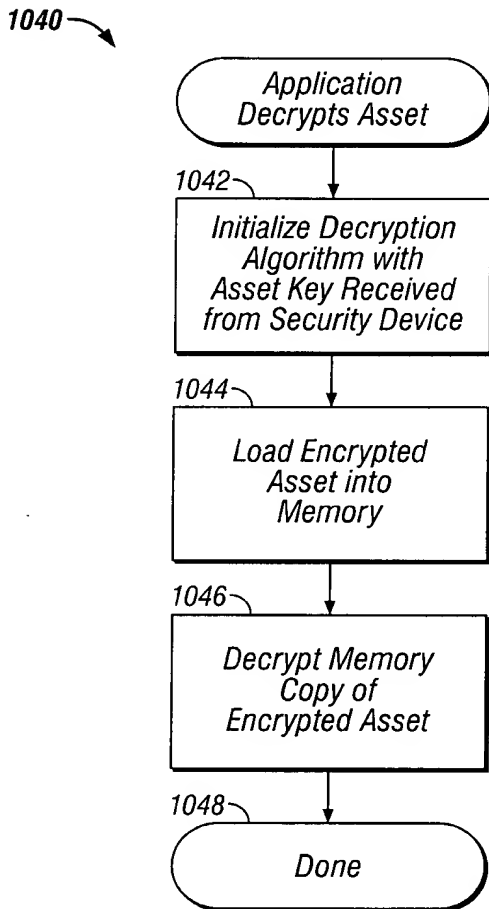 1040
Application
Decrypts Asset
1042
Initialize Decryption
Algorithm with
Asset Key Received
from Security Device
1044
Load Encrypted
Asset into
Memory
1046
Decrypt Memory
Copy of
Encrypted Asset
1048
Done